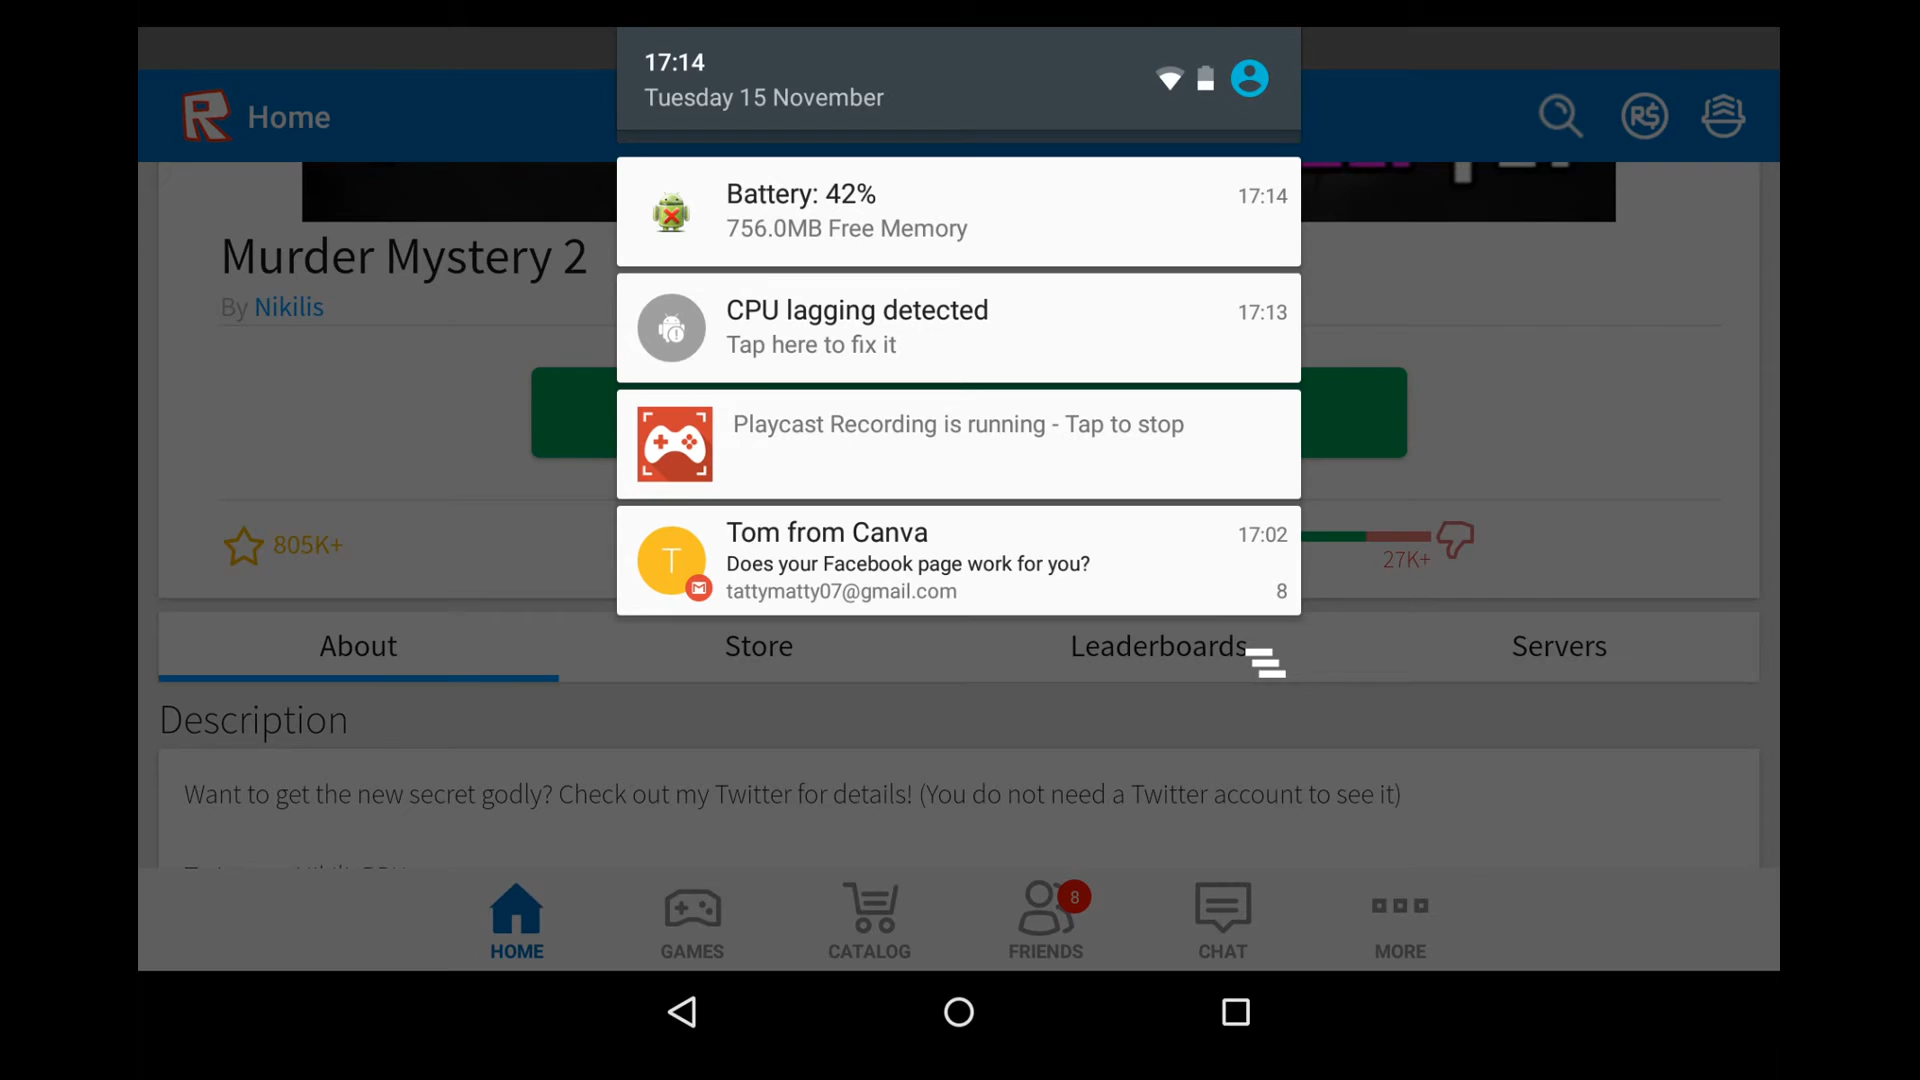 17:14
Tuesday 15 November
Home
R$
Battery: 42%
17:14
756.0MB Free Memory
Murder Mystery 2
By Nikilis
CPU lagging detected
17:13
Tap here to fix it
Playcast Recording is running - Tap to stop
805K+
T
Tom from Canva
17:02
Does your Facebook page work for you?
tattymatty07@gmail.com
8
27K+
About
Store
Leaderboards
Servers
Description
Want to get the new secret godly? Check out my Twitter for details! (You do not need a Twitter account to see it)
8
HOME
GAMES
CATALOG
FRIENDS
CHAT
MORE